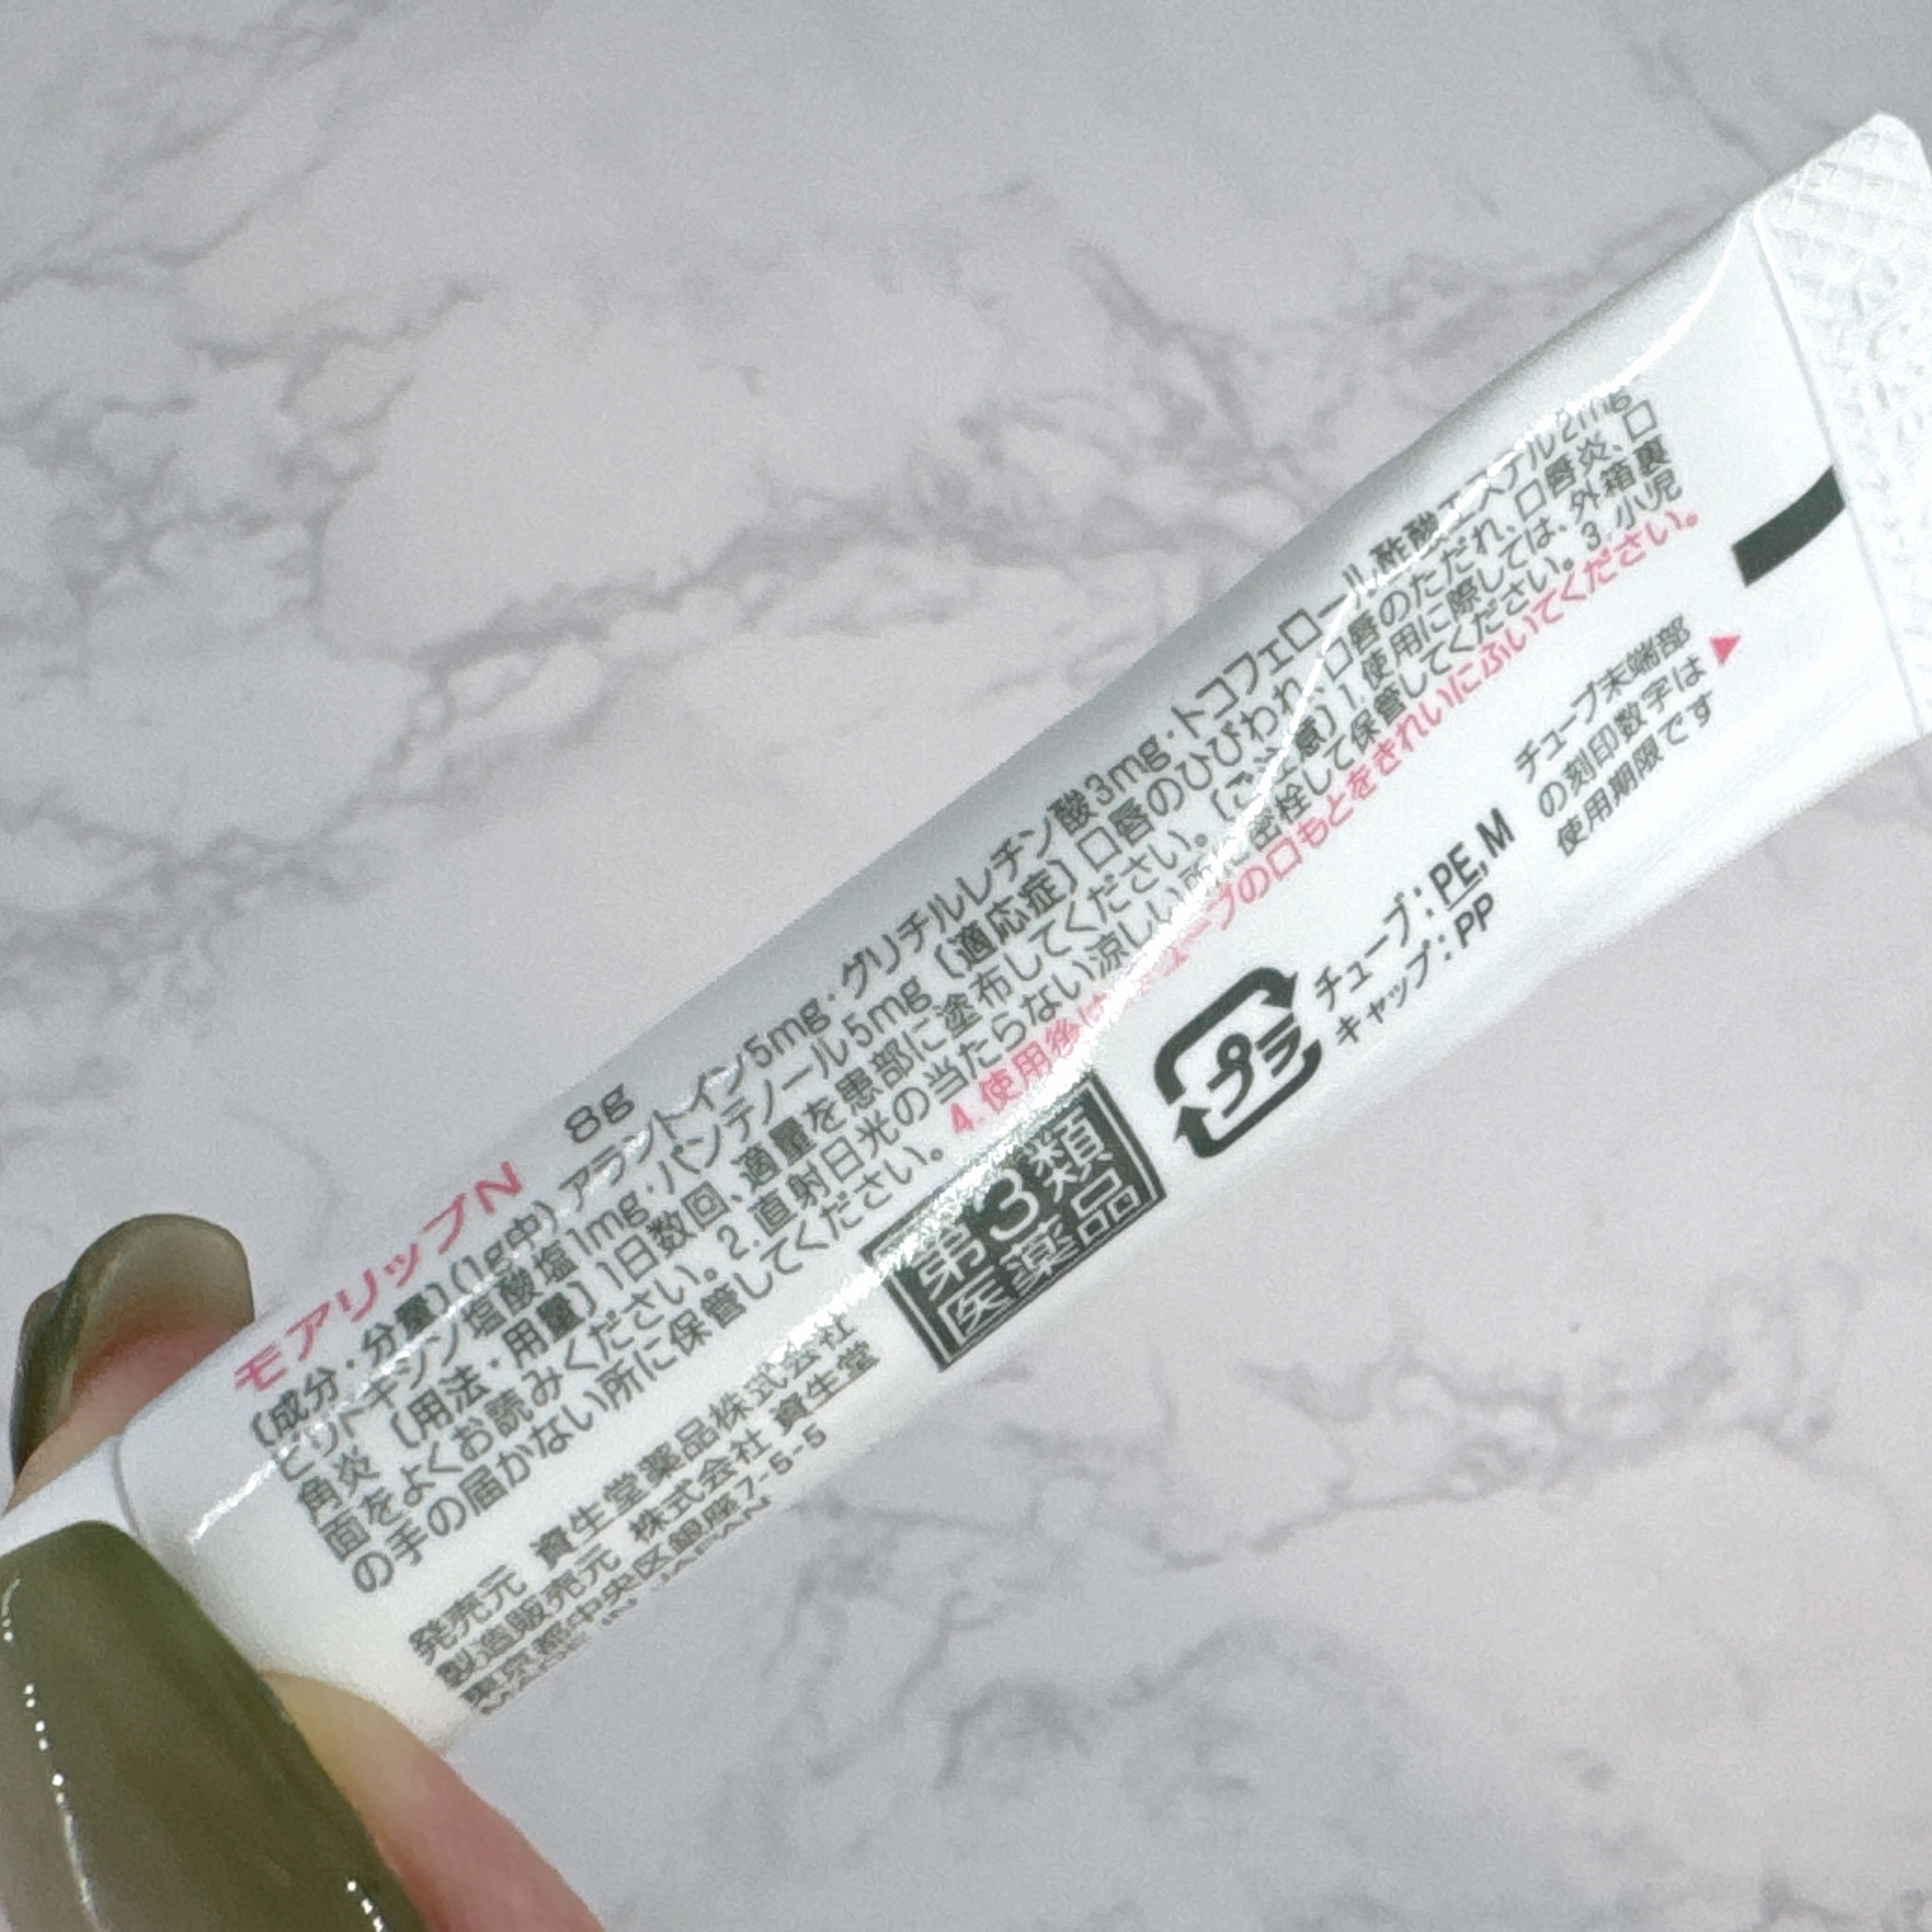 モアリップN 8g
〔成分・分量〕(1g中) アラントイン5mg・グリチルレチン酸3mg・トコフェロール酢酸エステル2mg
ピリドキシン塩酸塩1mg・パンテノール5mg 〔適応症〕 口唇のひびわれ、口唇のただれ、口唇炎、口
角炎 〔用法・用量〕 1日数回、適量を患部に塗布してください。〔ご注意〕 1.使用に際しては、外箱裏
面をよくお読みください。 2.直射日光の当たらない涼しい所に密栓して保管してください。 3.小児
の手の届かない所に保管してください。 4.使用後はチューブの口もとをきれいにふいてください。
発売元 資生堂薬品株式会社
製造販売元 株式会社 資生堂
東京都中央区銀座7-5-5
MADE IN JAPAN
第3類
医薬品
プラ
チューブ:PE,M
キャップ:PP
チューブ末端部
の刻印数字は
使用期限です